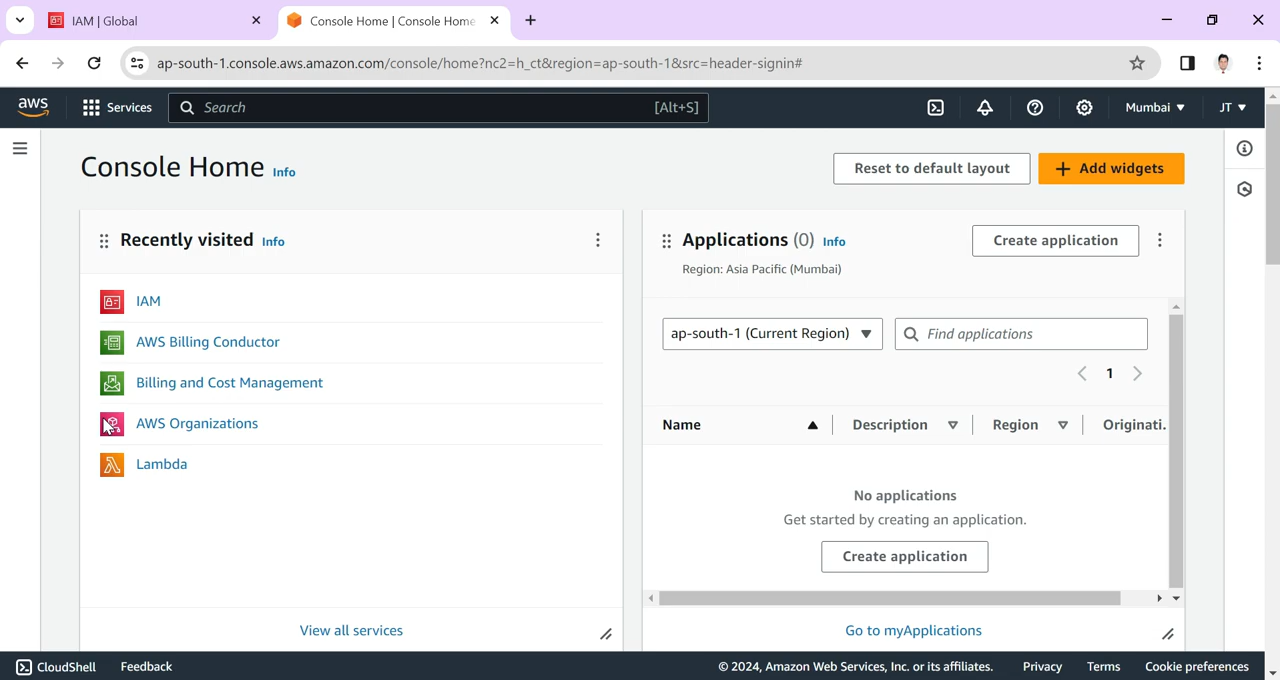 IAM | Global
Console Home | Console Home
ap-south-1.console.aws.amazon.com/console/home?nc2=h_ct&region=ap-south-1&src=header-signin#
aws
Services
Search
[Alt+S]
Mumbai
JT
Console Home
Info
Reset to default layout
Add widgets
Recently visited
Info
IAM
AWS Billing Conductor
Billing and Cost Management
AWS Organizations
Lambda
View all services
Applications (0)
Info
Create application
Region: Asia Pacific (Mumbai)
ap-south-1 (Current Region)
Find applications
1
Name
Description
Region
Originati.
No applications
Get started by creating an application.
Create application
Go to myApplications
CloudShell
Feedback
© 2024, Amazon Web Services, Inc. or its affiliates.
Privacy
Terms
Cookie preferences